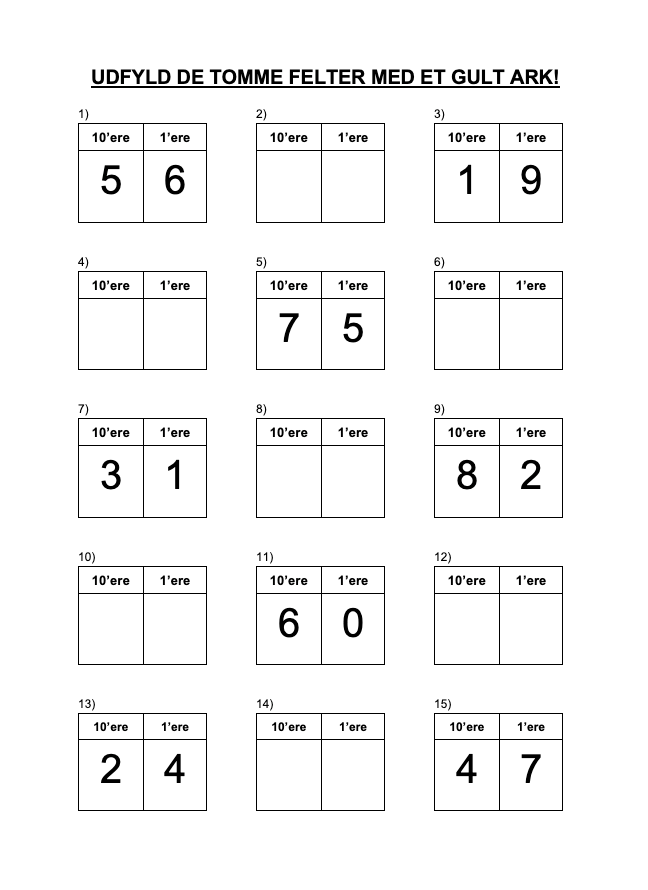 UDFYLD DE TOMME FELTER MED ET GULT ARK!
1) 2) 3)
10’ere 1’ere 10’ere 1’ere 10’ere 1’ere
5 6 1 9
4) 5) 6)
10’ere 1’ere 10’ere 1’ere 10’ere 1’ere
7 5
7) 8) 9)
10’ere 1’ere 10’ere 1’ere 10’ere 1’ere
3 1 8 2
10) 11) 12)
10’ere 1’ere 10’ere 1’ere 10’ere 1’ere
6 0
13) 14) 15)
10’ere 1’ere 10’ere 1’ere 10’ere 1’ere
2 4 4 7